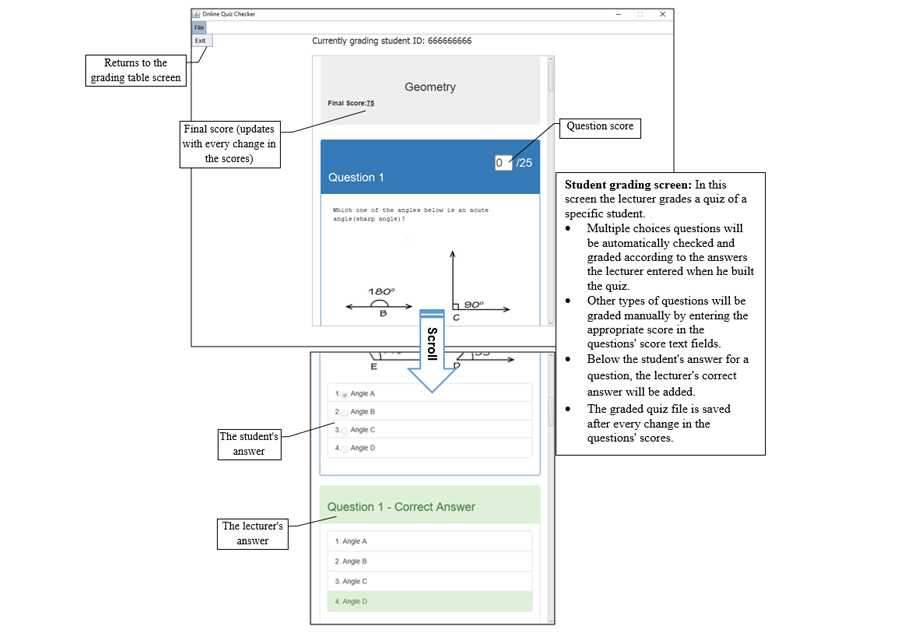 Online Quiz Checker
File
Exit
Currently grading student ID: 666666666
Returns to the
grading table screen
Geometry
Final Score:75
Final score (updates
with every change in
the scores)
Question score
0 /25
Question 1
Which one of the angles below is an acute
angle(sharp angle)?
180°
B
90°
C
Student grading screen: In this
screen the lecturer grades a quiz of a
specific student.
• Multiple choices questions will
be automatically checked and
graded according to the answers
the lecturer entered when he built
the quiz.
• Other types of questions will be
graded manually by entering the
appropriate score in the
questions' score text fields.
• Below the student's answer for a
question, the lecturer's correct
answer will be added.
• The graded quiz file is saved
after every change in the
questions' scores.
Scroll
E
D
1. Angle A
2. Angle B
3. Angle C
4. Angle D
The student's
answer
Question 1 - Correct Answer
The lecturer's
answer
1. Angle A
2. Angle B
3. Angle C
4. Angle D